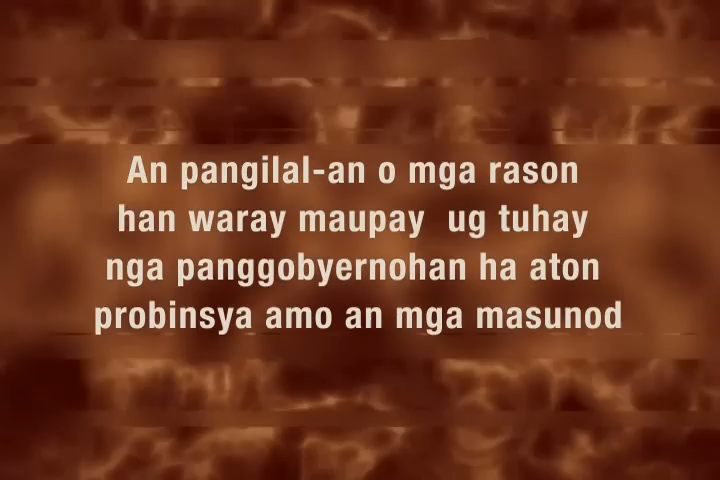 An pangilal-an o mga rason
han waray maupay ug tuhay
nga panggobyernohan ha aton
probinsya amo an mga masunod